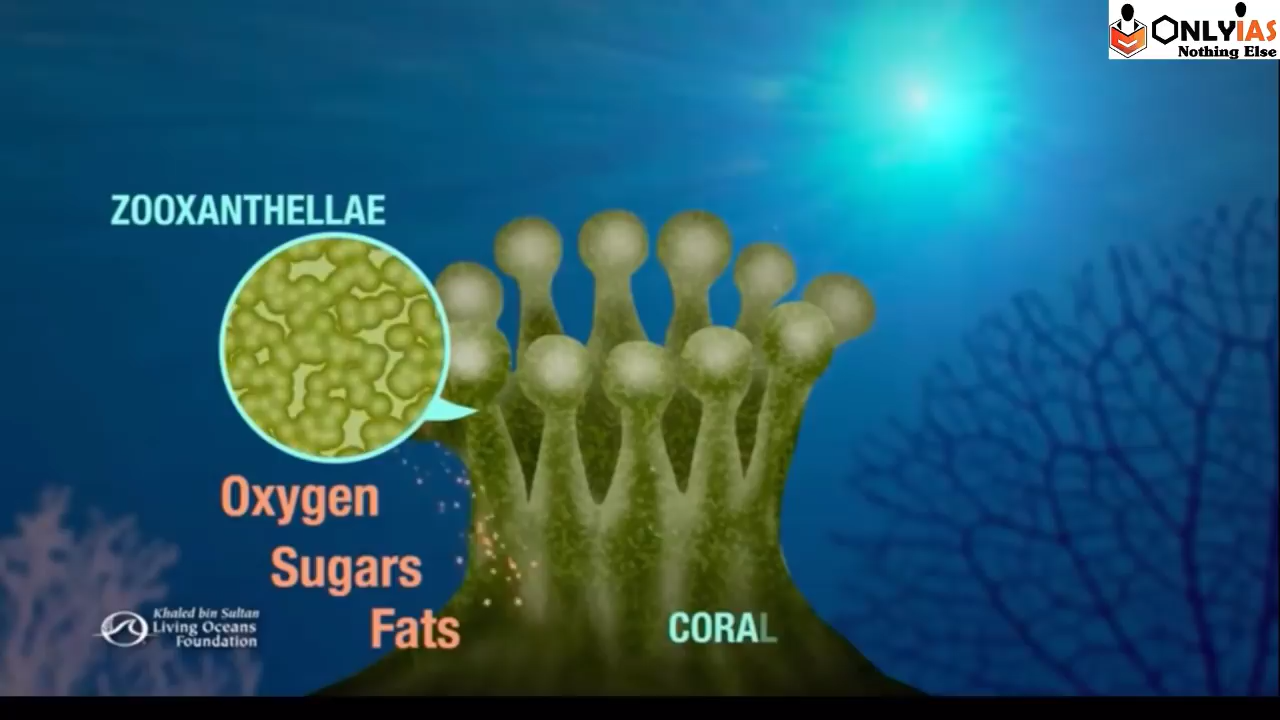 ONLYIAS
Nothing Else
ZOOXANTHELLAE
Oxygen
Sugars
Fats
CORAL
Khaled bin Sultan
Living Oceans
Foundation